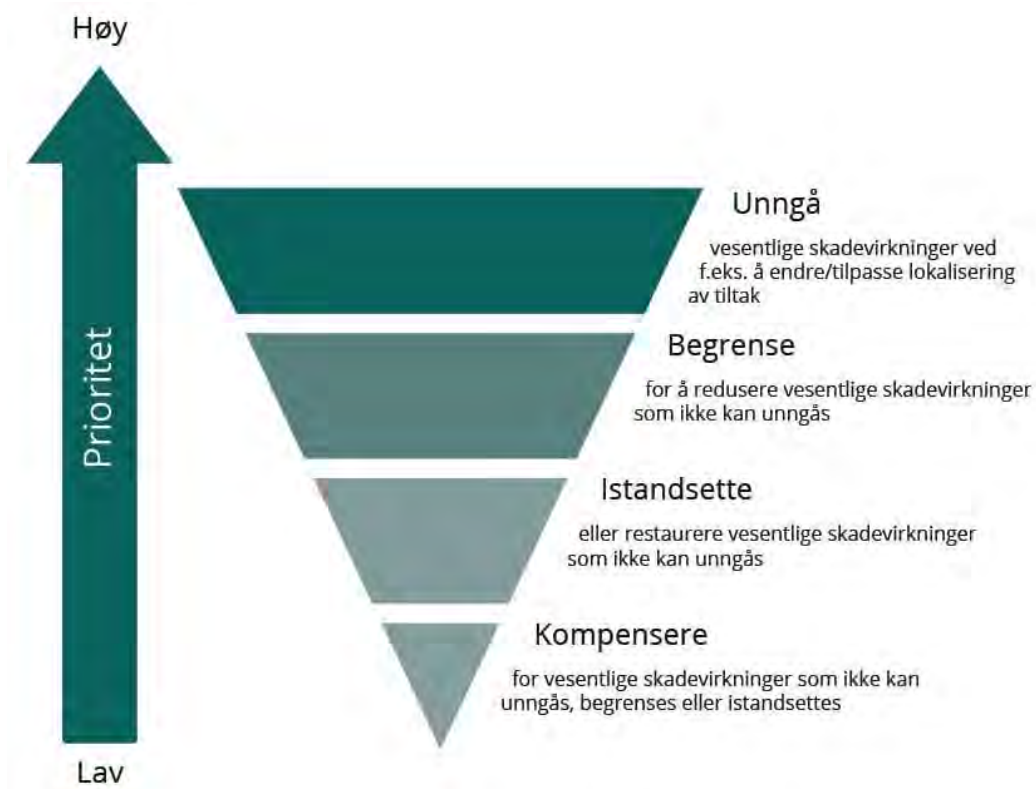 Høy
Prioritet
Lav
Unngå
vesentlige skadevirkninger ved
f.eks. å endre/tilpasse lokalisering
av tiltak
Begrense
for å redusere vesentlige skadevirkninger
som ikke kan unngås
Istandsette
eller restaurere vesentlige skadevirkninger
som ikke kan unngås
Kompensere
for vesentlige skadevirkninger som ikke kan
unngås, begrenses eller istandsettes